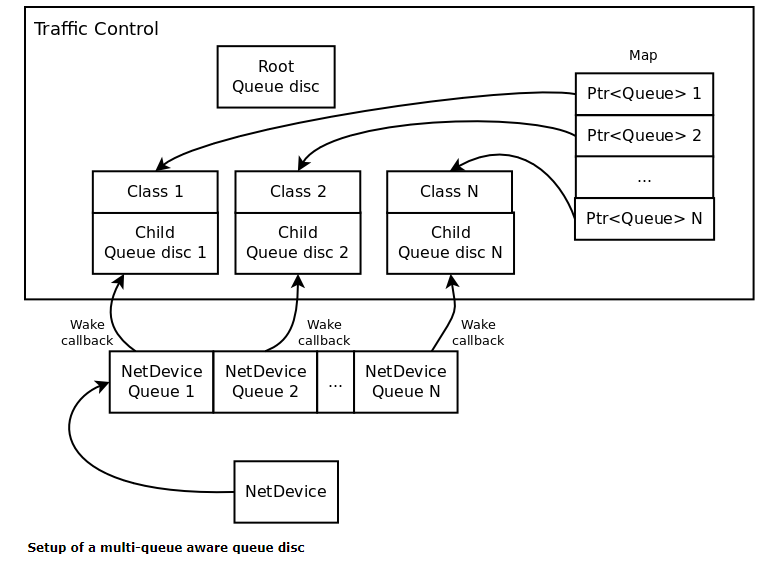 Traffic Control
Root
Queue disc
Map
Ptr<Queue> 1
Ptr<Queue> 2
...
Ptr<Queue> N
Class 1
Child
Queue disc 1
Class 2
Child
Queue disc 2
Class N
Child
Queue disc N
Wake
callback
Wake
callback
Wake
callback
NetDevice
Queue 1
NetDevice
Queue 2
...
NetDevice
Queue N
NetDevice
Setup of a multi-queue aware queue disc